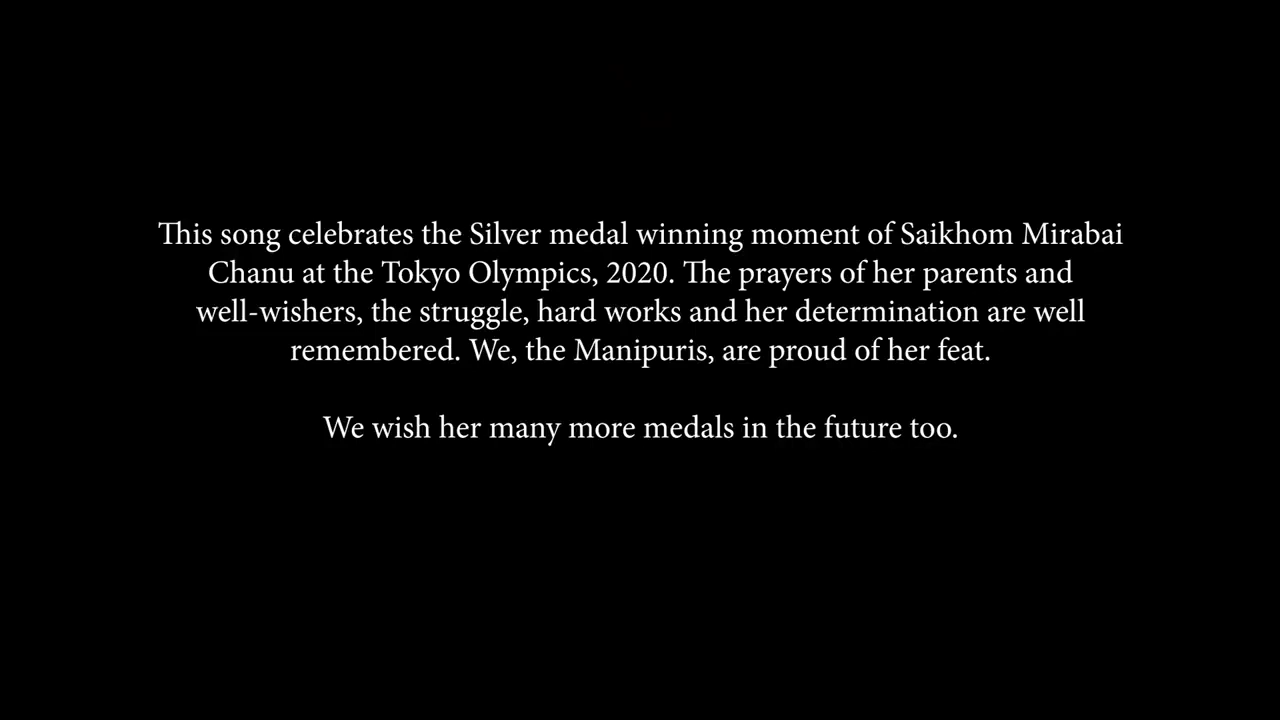 This song celebrates the Silver medal winning moment of Saikhom Mirabai
Chanu at the Tokyo Olympics, 2020. The prayers of her parents and
well-wishers, the struggle, hard works and her determination are well
remembered. We, the Manipuris, are proud of her feat.
We wish her many more medals in the future too.